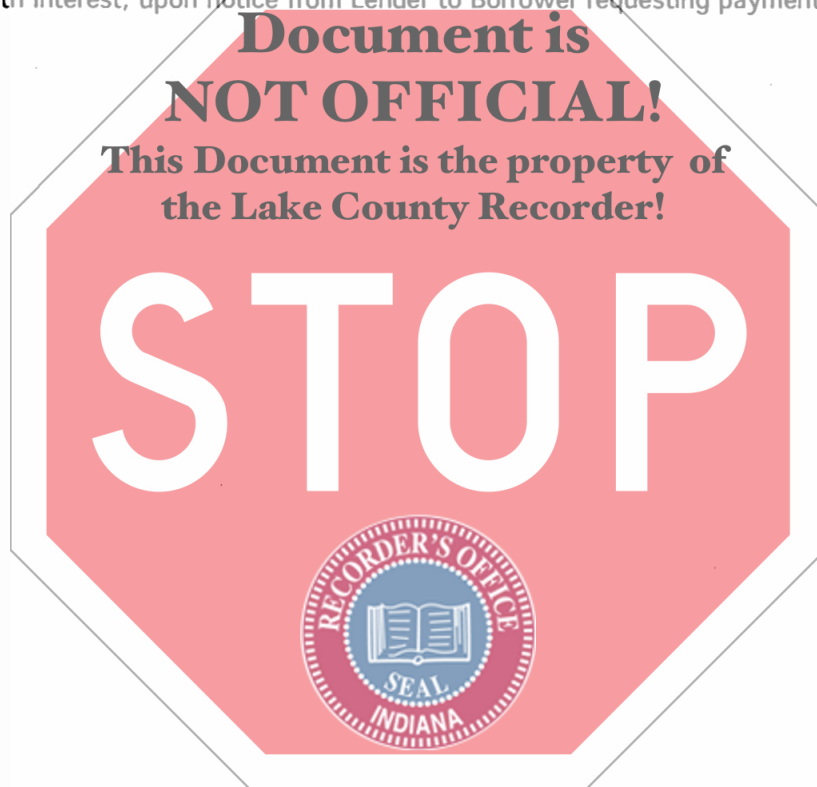 interest, upon notice from Lender to Borrower requesting payment
Document is
NOT OFFICIAL!
This Document is the property of
the Lake County Recorder!
STOP
RECORDER'S OFFICE
SEAL
INDIANA